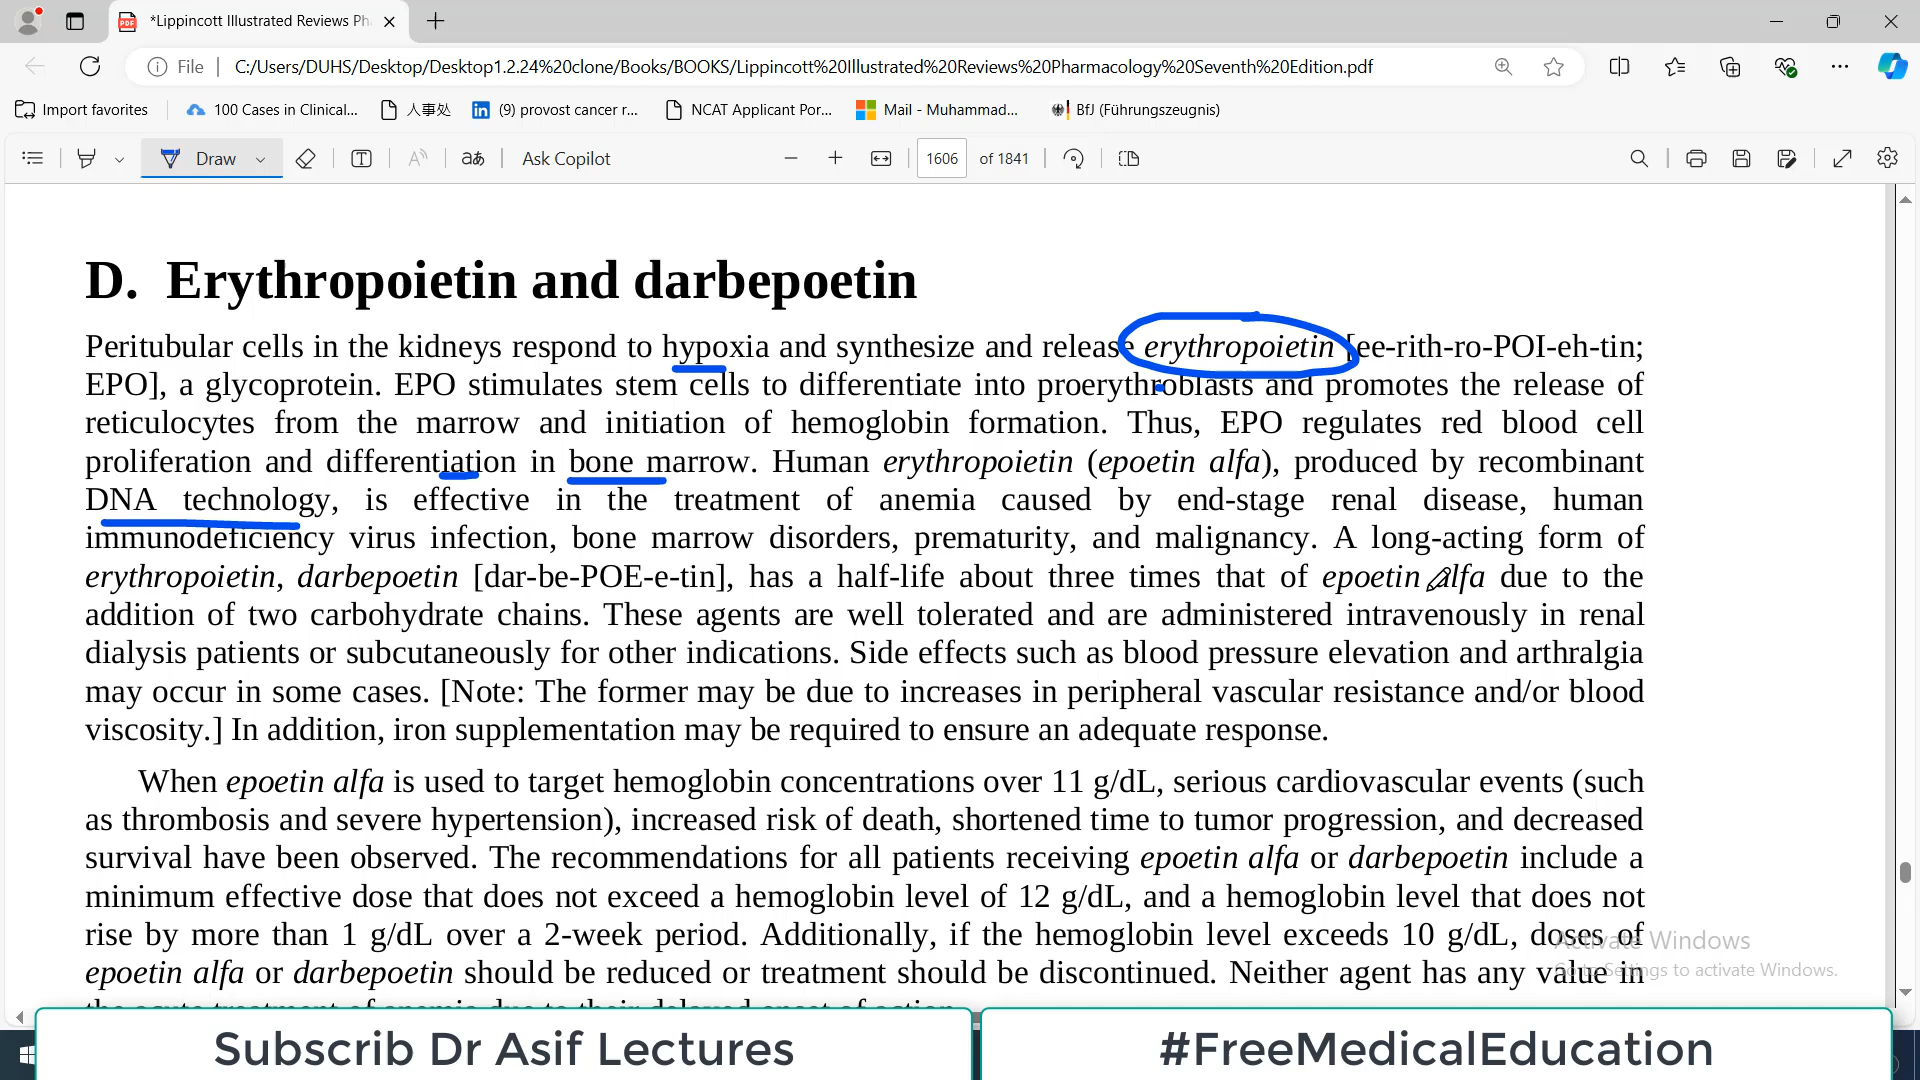 *Lippincott Illustrated Reviews Ph
File
C:/Users/DUHS/Desktop/Desktop1.2.24%20clone/Books/BOOKS/Lippincott%20Illustrated%20Reviews%20Pharmacology%20Seventh%20Edition.pdf
Import favorites
100 Cases in Clinical...
人事处
(9) provost cancer r...
NCAT Applicant Por...
Mail - Muhammad...
BfJ (Führungszeugnis)
Draw
aあ
Ask Copilot
1606 of 1841
D. Erythropoietin and darbepoetin
Peritubular cells in the kidneys respond to hypoxia and synthesize and release erythropoietin [ee-rith-ro-POI-eh-tin;
EPO], a glycoprotein. EPO stimulates stem cells to differentiate into proerythroblasts and promotes the release of
reticulocytes from the marrow and initiation of hemoglobin formation. Thus, EPO regulates red blood cell
proliferation and differentiation in bone marrow. Human erythropoietin (epoetin alfa), produced by recombinant
DNA technology, is effective in the treatment of anemia caused by end-stage renal disease, human
immunodeficiency virus infection, bone marrow disorders, prematurity, and malignancy. A long-acting form of
erythropoietin, darbepoetin [dar-be-POE-e-tin], has a half-life about three times that of epoetin alfa due to the
addition of two carbohydrate chains. These agents are well tolerated and are administered intravenously in renal
dialysis patients or subcutaneously for other indications. Side effects such as blood pressure elevation and arthralgia
may occur in some cases. [Note: The former may be due to increases in peripheral vascular resistance and/or blood
viscosity.] In addition, iron supplementation may be required to ensure an adequate response.
When epoetin alfa is used to target hemoglobin concentrations over 11 g/dL, serious cardiovascular events (such
as thrombosis and severe hypertension), increased risk of death, shortened time to tumor progression, and decreased
survival have been observed. The recommendations for all patients receiving epoetin alfa or darbepoetin include a
minimum effective dose that does not exceed a hemoglobin level of 12 g/dL, and a hemoglobin level that does not
rise by more than 1 g/dL over a 2-week period. Additionally, if the hemoglobin level exceeds 10 g/dL, doses of
epoetin alfa or darbepoetin should be reduced or treatment should be discontinued. Neither agent has any value in
the acute treatment of anemia due to their delayed onset of action.
Activate Windows
Go to Settings to activate Windows.
Subscrib Dr Asif Lectures
#FreeMedicalEducation